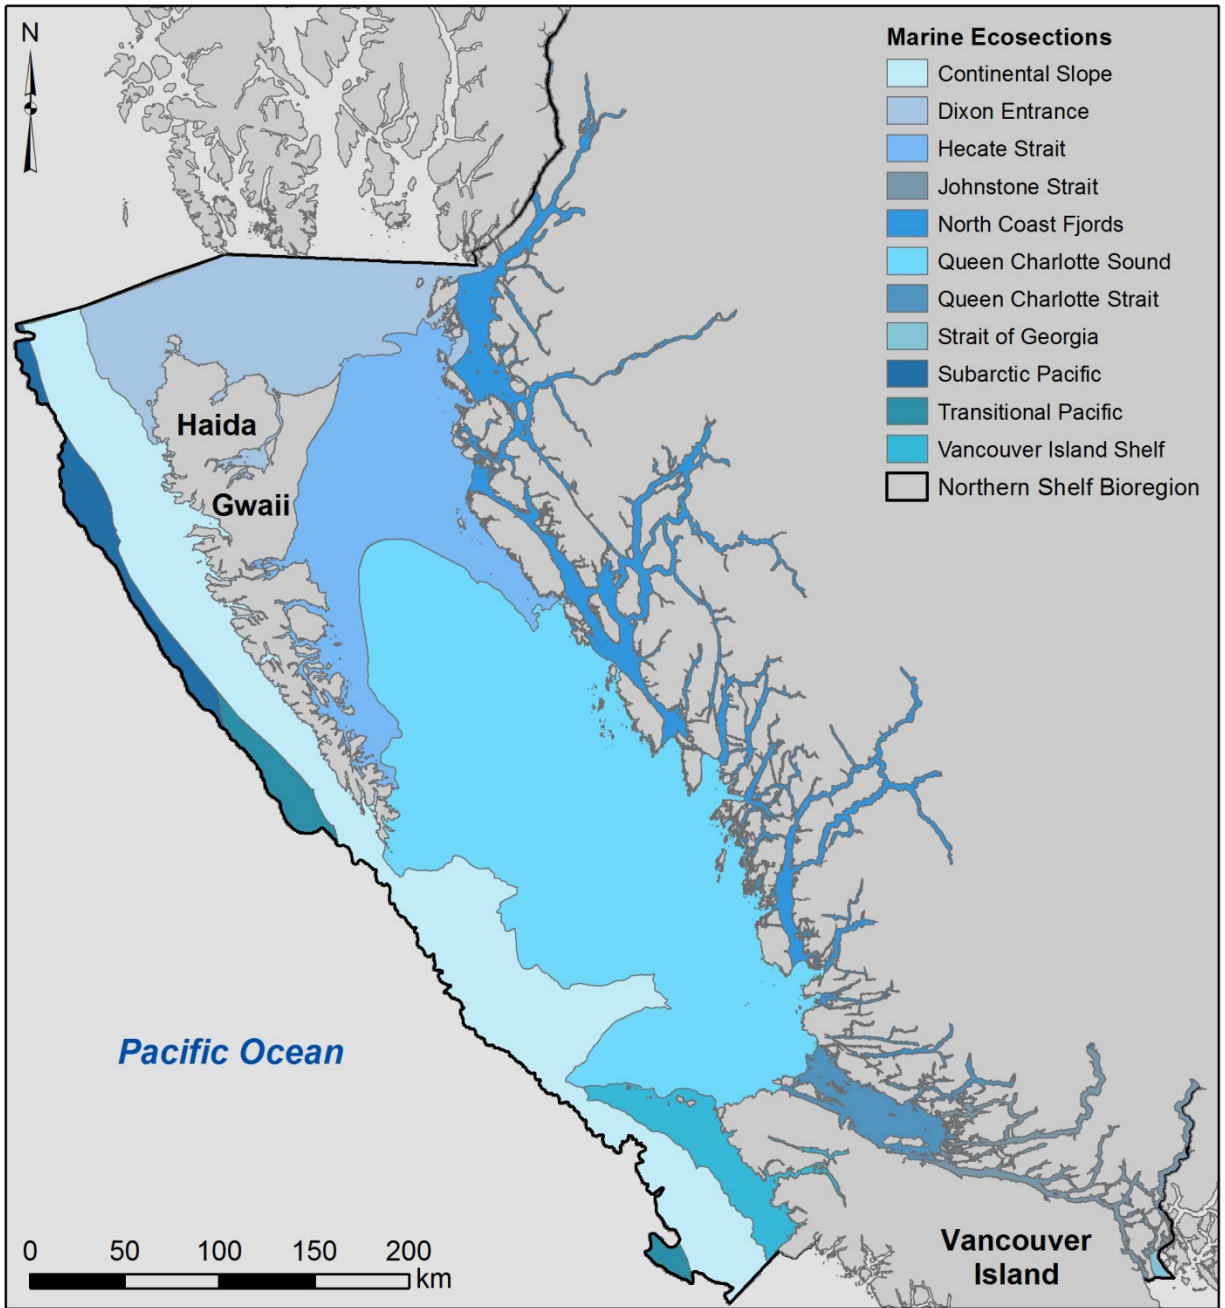 N
Marine Ecosections
Continental Slope
Dixon Entrance
Hecate Strait
Johnstone Strait
North Coast Fjords
Queen Charlotte Sound
Queen Charlotte Strait
Strait of Georgia
Subarctic Pacific
Transitional Pacific
Vancouver Island Shelf
Northern Shelf Bioregion
Haida
Gwaii
Pacific Ocean
Vancouver
Island
0 50 100 150 200
km